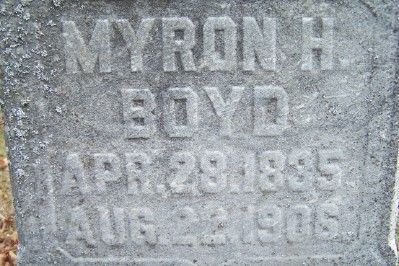 MYRON H.
BOYD
APR. 29. 1835.
AUG. 22. 1906.